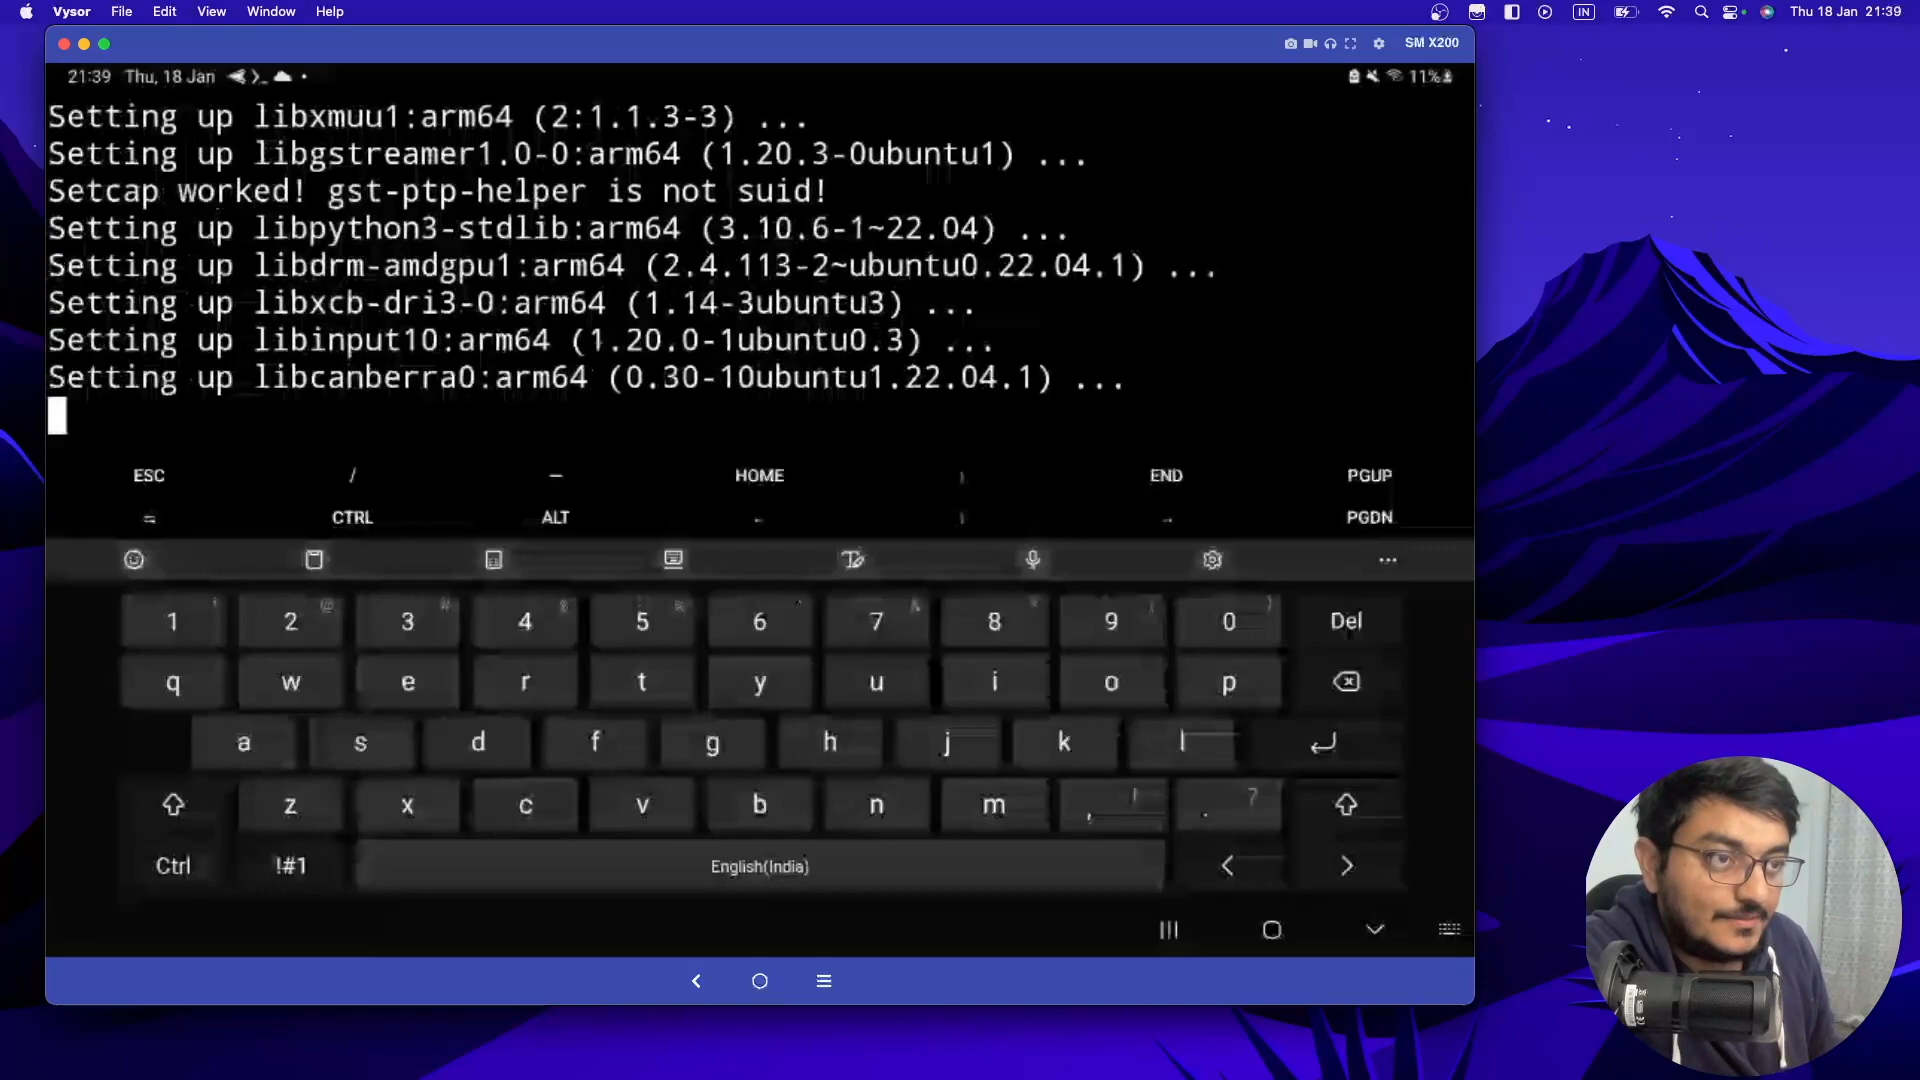 Vysor File Edit View Window Help
IN Thu 18 Jan 21:39
SM X200
21:39 Thu, 18 Jan
11%
Setting up libxmuu1:arm64 (2:1.1.3-3) ...
Setting up libgstreamer1.0-0:arm64 (1.20.3-0ubuntu1) ...
Setcap worked! gst-ptp-helper is not suid!
Setting up libpython3-stdlib:arm64 (3.10.6-1~22.04) ...
Setting up libdrm-amdgpu1:arm64 (2.4.113-2~ubuntu0.22.04.1) ...
Setting up libxcb-dri3-0:arm64 (1.14-3ubuntu3) ...
Setting up libinput10:arm64 (1.20.0-1ubuntu0.3) ...
Setting up libcanberra0:arm64 (0.30-10ubuntu1.22.04.1) ...
ESC / — HOME END PGUP
CTRL ALT PGDN
1 2 3 4 5 6 7 8 9 0 Del
q w e r t y u i o p
a s d f g h j k l
z x c v b n m , ! . ?
Ctrl !#1 English(India) < >